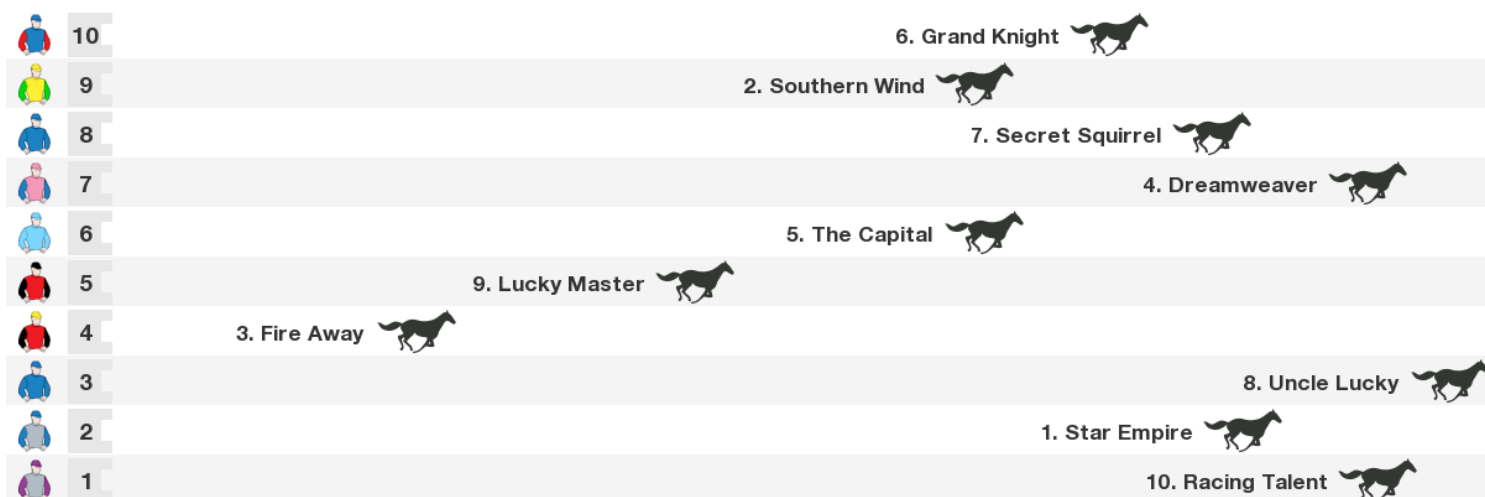 10 6. Grand Knight
9 2. Southern Wind
8 7. Secret Squirrel
7 4. Dreamweaver
6 5. The Capital
5 9. Lucky Master
4 3. Fire Away
3 8. Uncle Lucky
2 1. Star Empire
1 10. Racing Talent